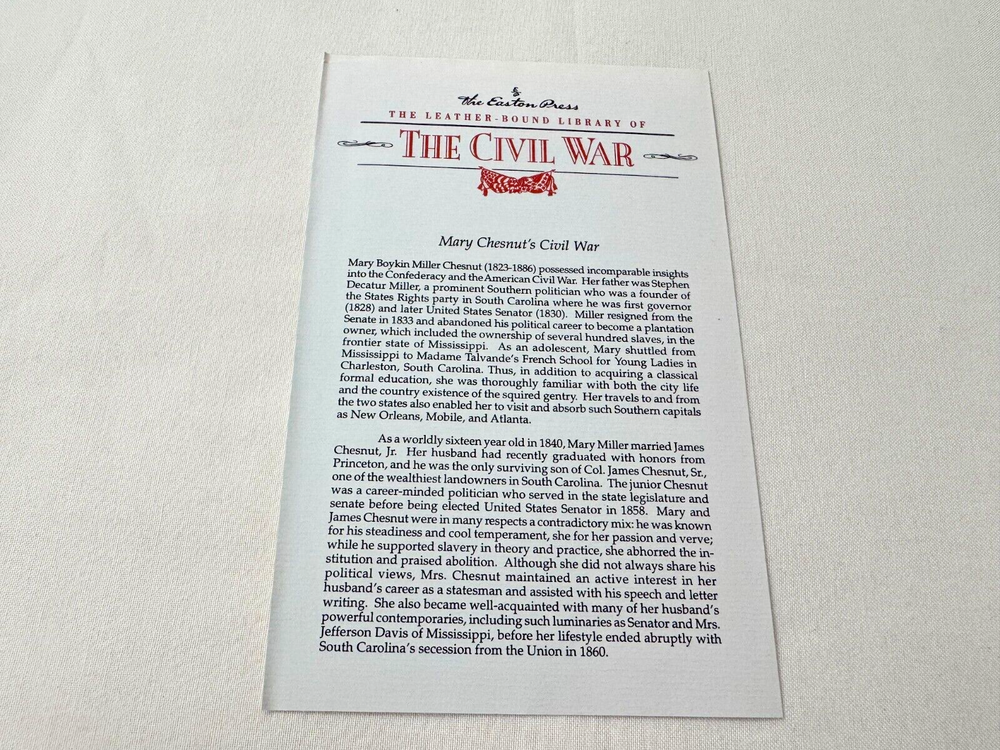 The Easton Press
THE LEATHER-BOUND LIBRARY OF
THE CIVIL WAR
Mary Chesnut's Civil War
Mary Boykin Miller Chesnut (1823-1886) possessed incomparable insights
into the Confederacy and the American Civil War. Her father was Stephen
Decatur Miller, a prominent Southern politician who was a founder of
the States Rights party in South Carolina where he was first governor
(1828) and later United States Senator (1830). Miller resigned from the
Senate in 1833 and abandoned his political career to become a plantation
owner, which included the ownership of several hundred slaves, in the
frontier state of Mississippi. As an adolescent, Mary shuttled from
Mississippi to Madame Talvande's French School for Young Ladies in
Charleston, South Carolina. Thus, in addition to acquiring a classical
formal education, she was thoroughly familiar with both the city life
and the country existence of the squired gentry. Her travels to and from
the two states also enabled her to visit and absorb such Southern capitals
as New Orleans, Mobile, and Atlanta.
As a worldly sixteen year old in 1840, Mary Miller married James
Chesnut, Jr. Her husband had recently graduated with honors from
Princeton, and he was the only surviving son of Col. James Chesnut, Sr.,
one of the wealthiest landowners in South Carolina. The junior Chesnut
was a career-minded politician who served in the state legislature and
senate before being elected United States Senator in 1858. Mary and
James Chesnut were in many respects a contradictory mix: he was known
for his steadiness and cool temperament, she for her passion and verve;
while he supported slavery in theory and practice, she abhorred the in-
stitution and praised abolition. Although she did not always share his
political views, Mrs. Chesnut maintained an active interest in her
husband's career as a statesman and assisted with his speech and letter
writing. She also became well-acquainted with many of her husband's
powerful contemporaries, including such luminaries as Senator and Mrs.
Jefferson Davis of Mississippi, before her lifestyle ended abruptly with
South Carolina's secession from the Union in 1860.